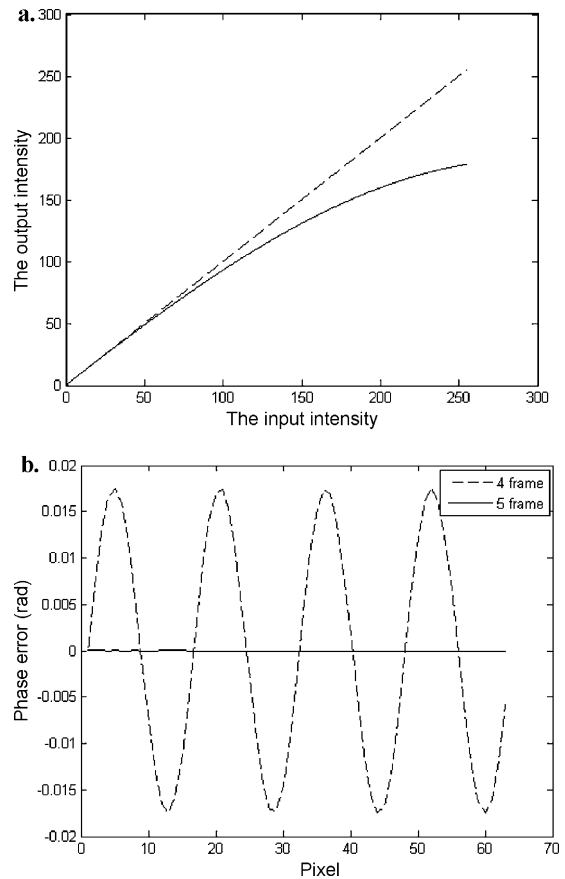 a.
300
250
200
150
100
50
0
The output intensity
0 50 100 150 200 250 300
The input intensity
b.
0.02
0.015
0.01
0.005
0
-0.005
-0.01
-0.015
-0.02
Phase error (rad)
4 frame
5 frame
0 10 20 30 40 50 60 70
Pixel